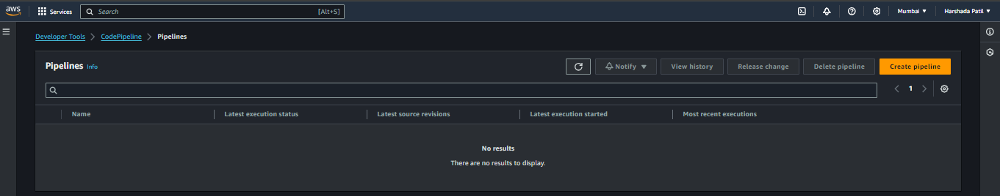 aws Services Search [Alt+S] Mumbai Harshada Patil
Developer Tools CodePipeline Pipelines
Pipelines Info Notify View history Release change Delete pipeline Create pipeline
1
Name Latest execution status Latest source revisions Latest execution started Most recent executions
No results
There are no results to display.